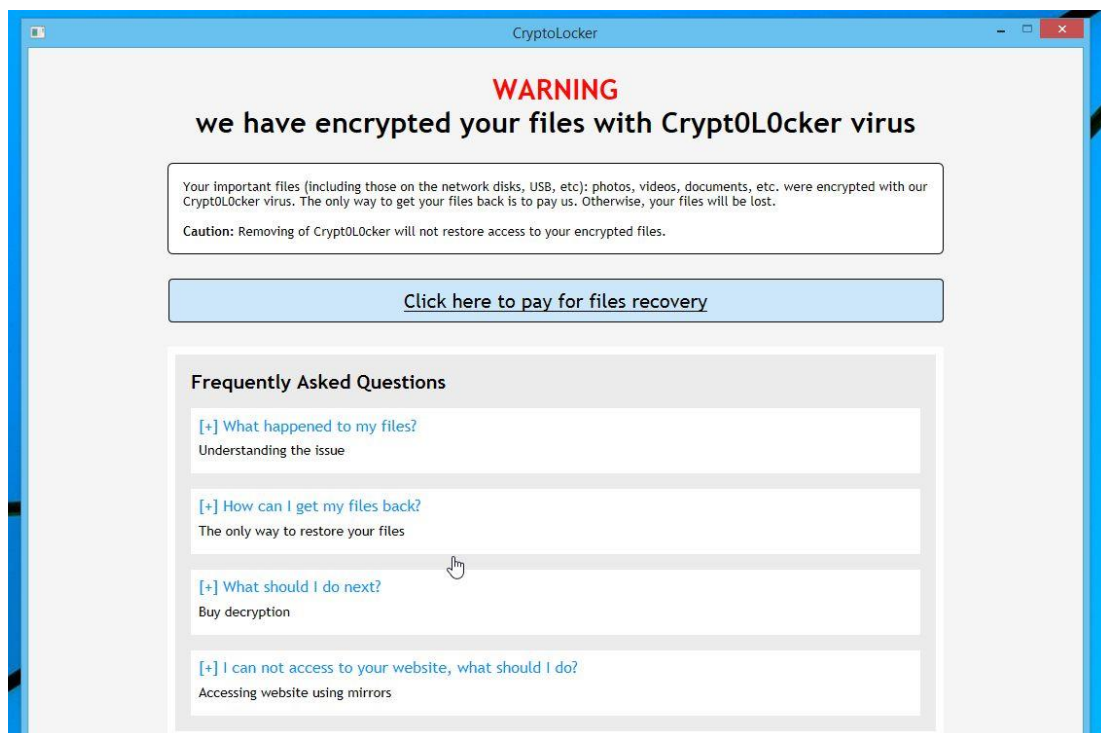 CryptoLocker
WARNING
we have encrypted your files with Crypt0L0cker virus
Your important files (including those on the network disks, USB, etc): photos, videos, documents, etc. were encrypted with our
Crypt0L0cker virus. The only way to get your files back is to pay us. Otherwise, your files will be lost.
Caution: Removing of Crypt0L0cker will not restore access to your encrypted files.
Click here to pay for files recovery
Frequently Asked Questions
[+] What happened to my files?
Understanding the issue
[+] How can I get my files back?
The only way to restore your files
[+] What should I do next?
Buy decryption
[+] I can not access to your website, what should I do?
Accessing website using mirrors